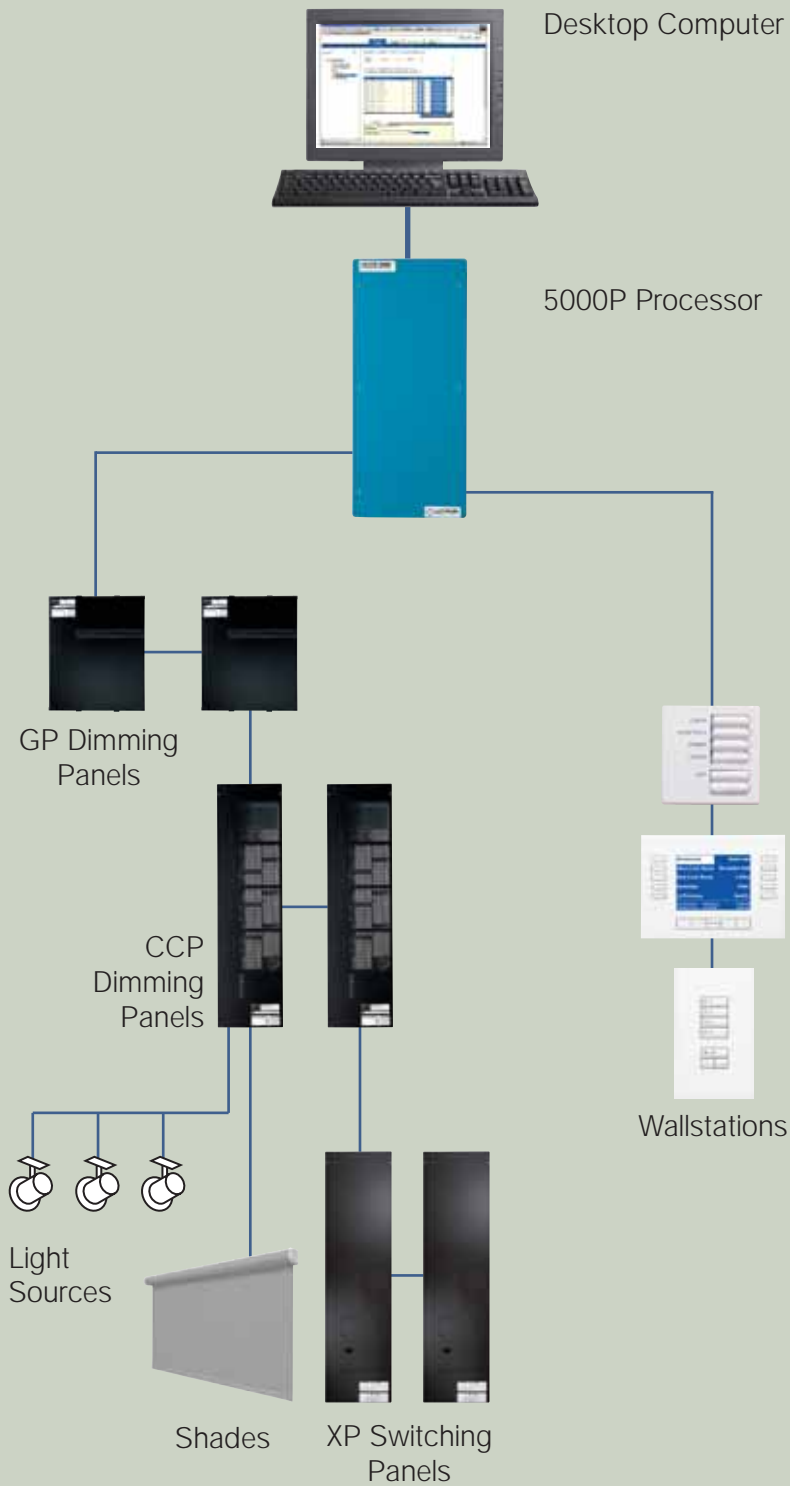 Desktop Computer
5000P Processor
GP Dimming
Panels
CCP
Dimming
Panels
Wallstations
Light
Sources
Shades
XP Switching
Panels